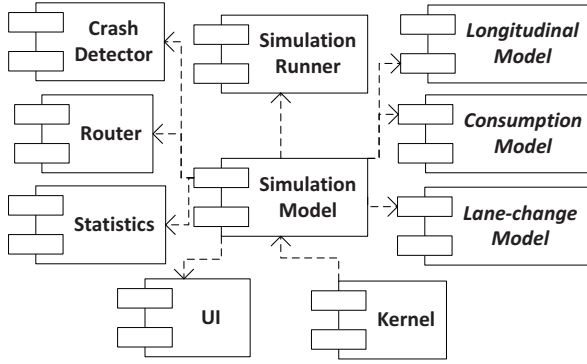 Crash
Detector
Simulation
Runner
Longitudinal
Model
Router
Consumption
Model
Statistics
Simulation
Model
Lane-change
Model
UI
Kernel